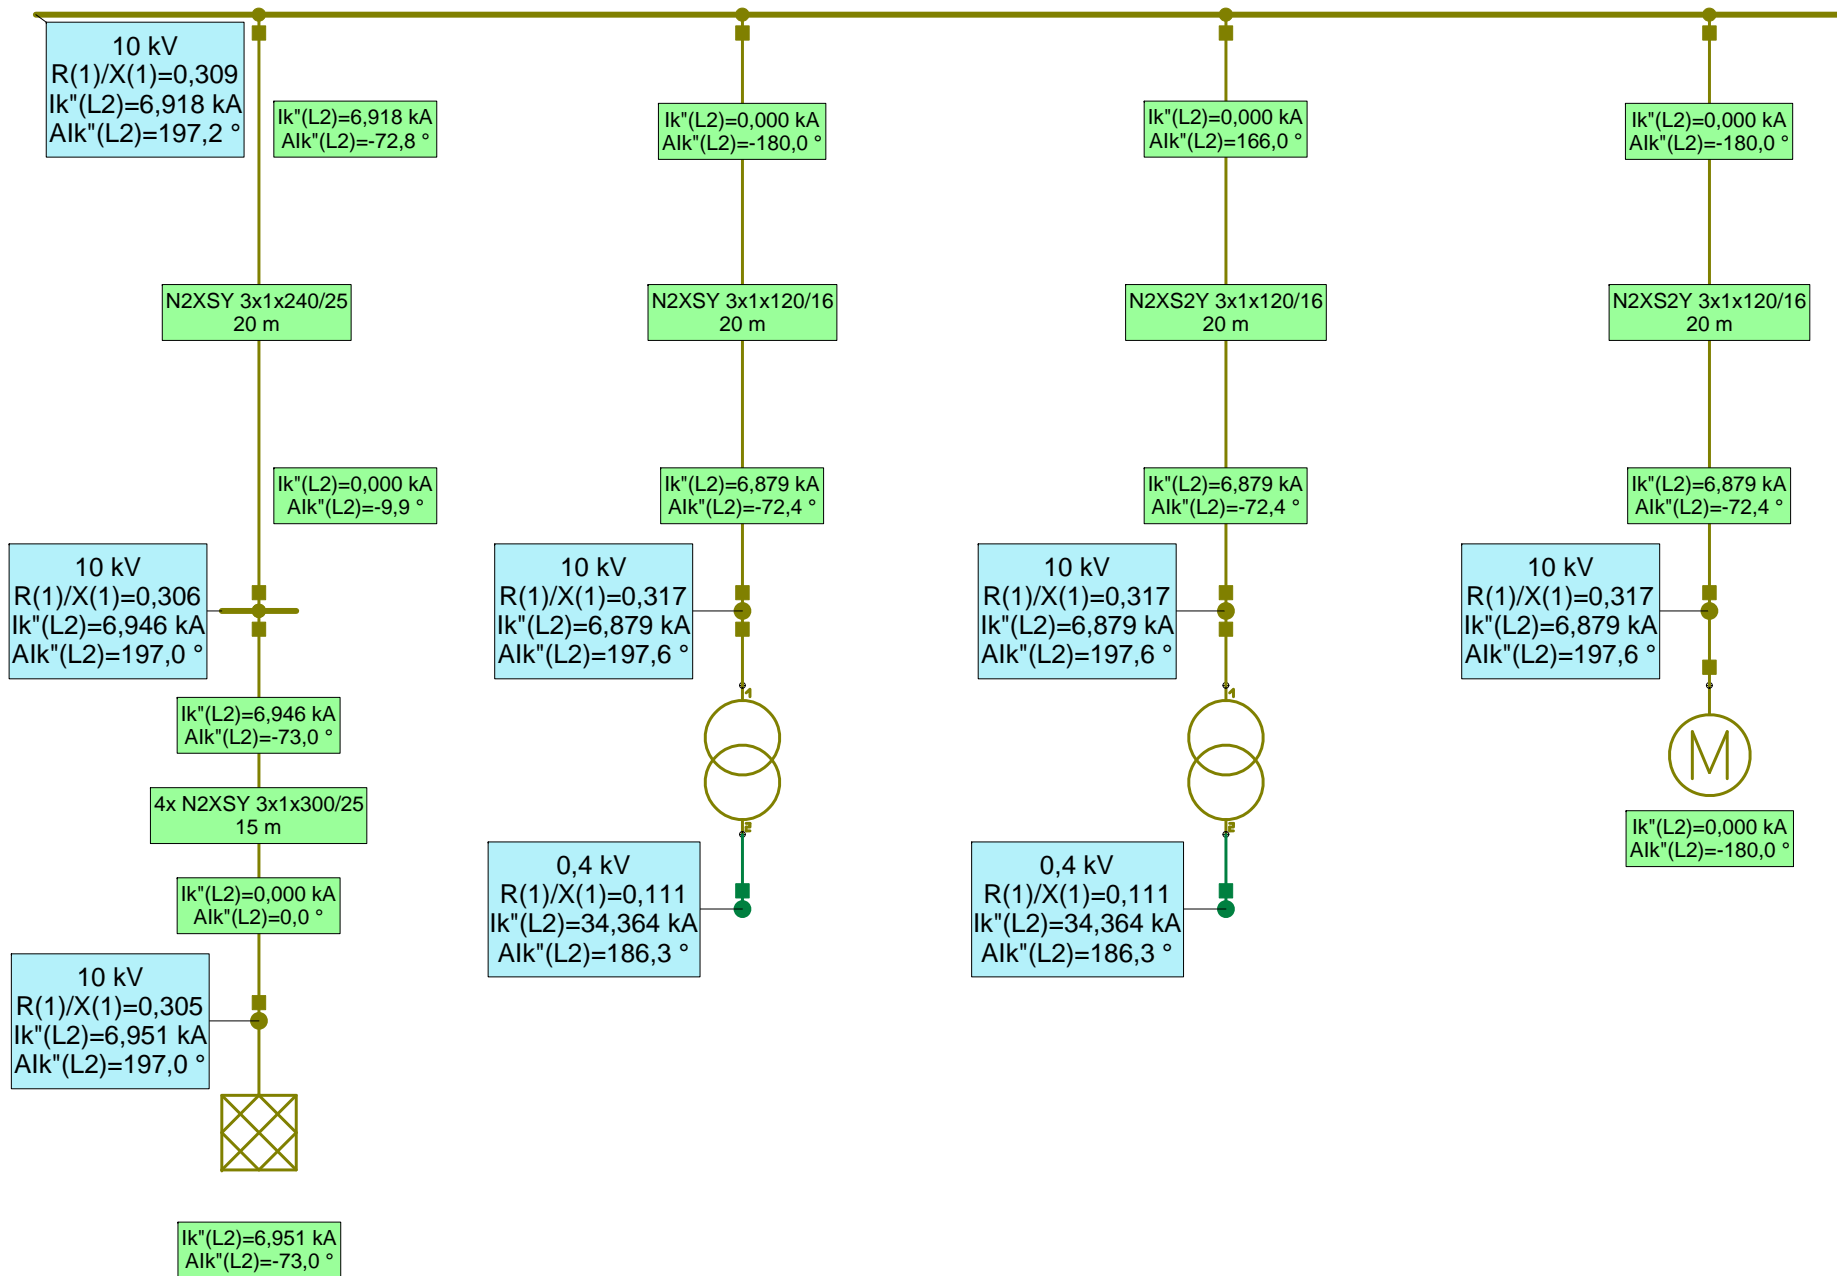 10 kV
R(1)/X(1)=0,309
Ik"(L2)=6,918 kA
AIk"(L2)=197,2 °
Ik"(L2)=6,918 kA
AIk"(L2)=-72,8 °
Ik"(L2)=0,000 kA
AIk"(L2)=-180,0 °
Ik"(L2)=0,000 kA
AIk"(L2)=166,0 °
Ik"(L2)=0,000 kA
AIk"(L2)=-180,0 °
N2XSY 3x1x240/25
20 m
N2XSY 3x1x120/16
20 m
N2XS2Y 3x1x120/16
20 m
N2XS2Y 3x1x120/16
20 m
Ik"(L2)=0,000 kA
AIk"(L2)=-9,9 °
Ik"(L2)=6,879 kA
AIk"(L2)=-72,4 °
Ik"(L2)=6,879 kA
AIk"(L2)=-72,4 °
Ik"(L2)=6,879 kA
AIk"(L2)=-72,4 °
10 kV
R(1)/X(1)=0,306
Ik"(L2)=6,946 kA
AIk"(L2)=197,0 °
10 kV
R(1)/X(1)=0,317
Ik"(L2)=6,879 kA
AIk"(L2)=197,6 °
10 kV
R(1)/X(1)=0,317
Ik"(L2)=6,879 kA
AIk"(L2)=197,6 °
10 kV
R(1)/X(1)=0,317
Ik"(L2)=6,879 kA
AIk"(L2)=197,6 °
Ik"(L2)=6,946 kA
AIk"(L2)=-73,0 °
1
1
M
4x N2XSY 3x1x300/25
15 m
2
2
Ik"(L2)=0,000 kA
AIk"(L2)=-180,0 °
Ik"(L2)=0,000 kA
AIk"(L2)=0,0 °
0,4 kV
R(1)/X(1)=0,111
Ik"(L2)=34,364 kA
AIk"(L2)=186,3 °
0,4 kV
R(1)/X(1)=0,111
Ik"(L2)=34,364 kA
AIk"(L2)=186,3 °
10 kV
R(1)/X(1)=0,305
Ik"(L2)=6,951 kA
AIk"(L2)=197,0 °
Ik"(L2)=6,951 kA
AIk"(L2)=-73,0 °